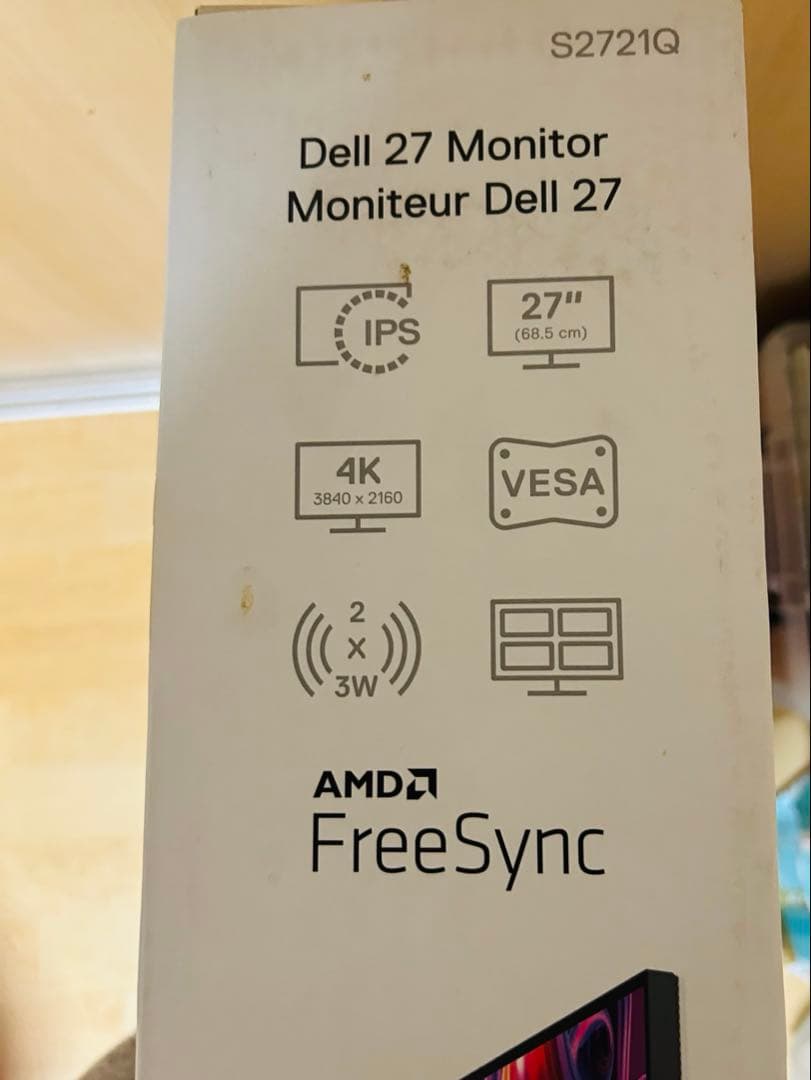 S2721Q
Dell 27 Monitor
Moniteur Dell 27
IPS
27"
(68.5 cm)
4K
3840 x 2160
VESA
2
x
3W
AMD
FreeSync